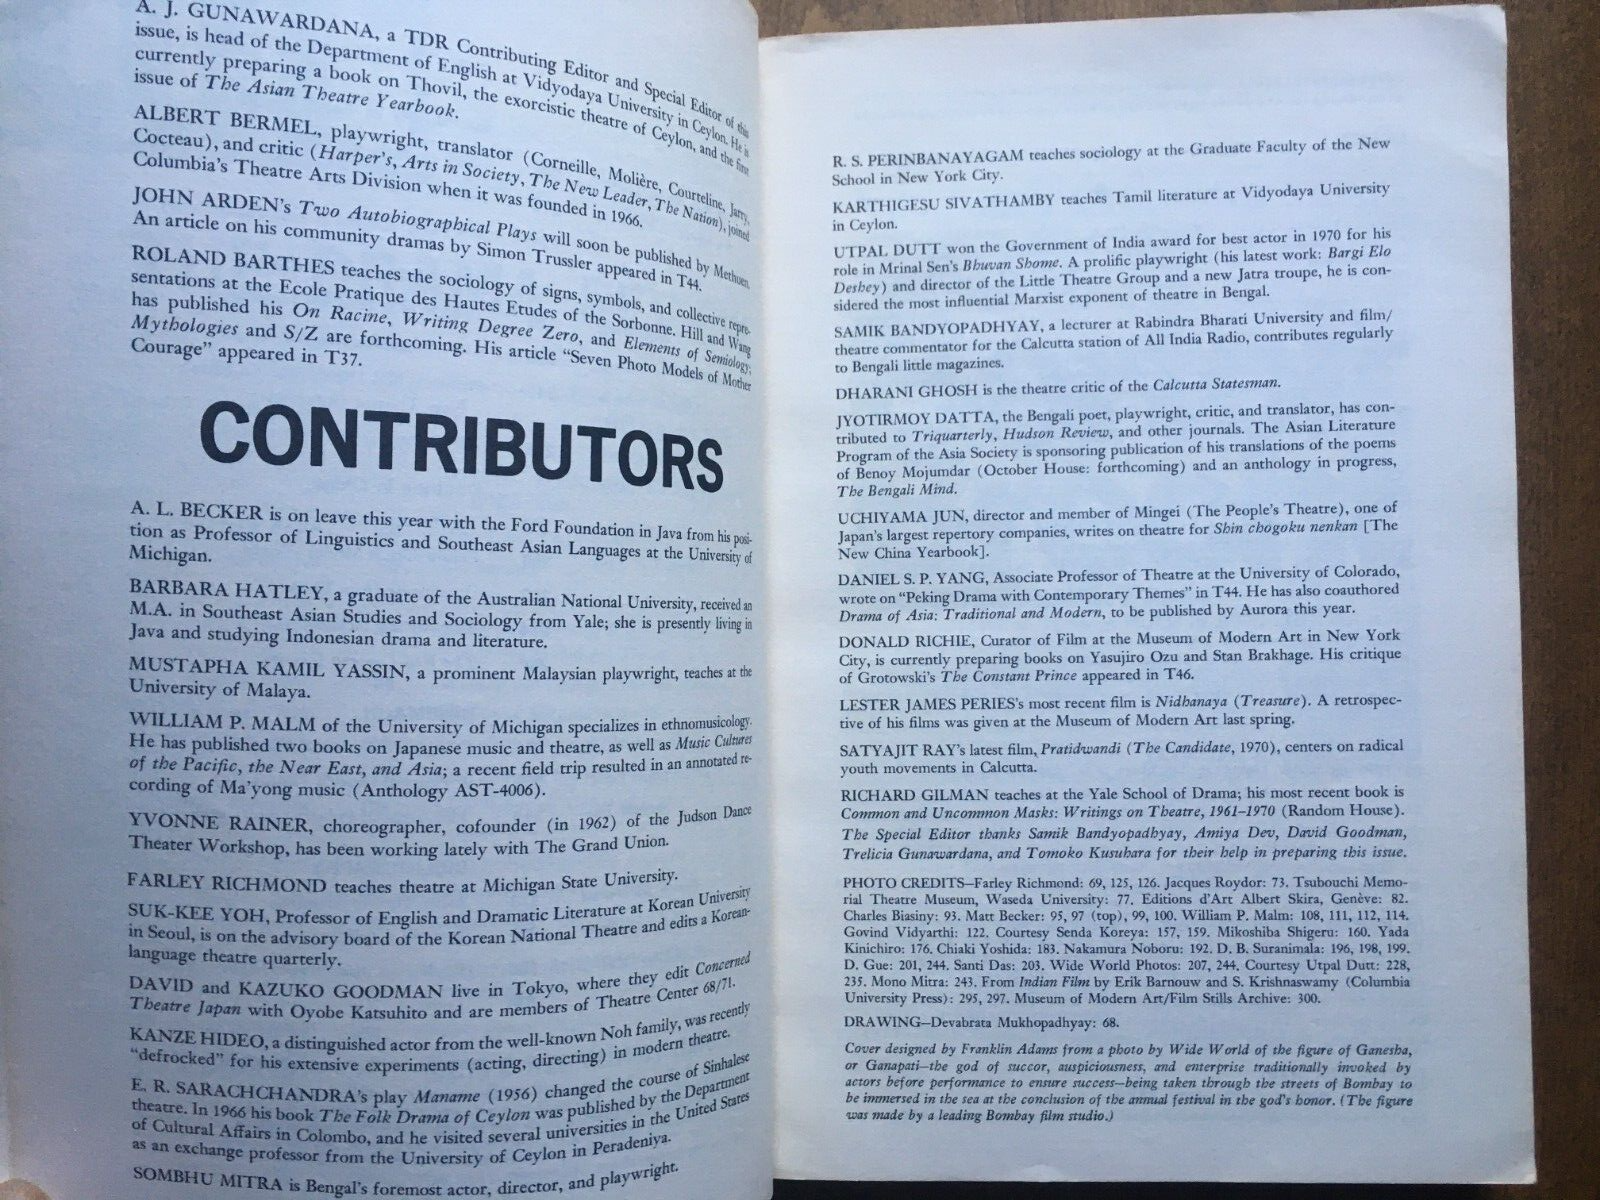 A. J. GUNAWARDANA, a TDR Contributing Editor and Special Editor of this
issue, is head of the Department of English at Vidyodaya University in Ceylon. He is
currently preparing a book on Thovil, the exorcistic theatre of Ceylon, and the first
issue of The Asian Theatre Yearbook.
ALBERT BERMEL, playwright, translator (Corneille, Molière, Courteline, Jarry,
Cocteau), and critic (Harper's, Arts in Society, The New Leader, The Nation), joined
Columbia's Theatre Arts Division when it was founded in 1966.
JOHN ARDEN's Two Autobiographical Plays will soon be published by Methuen.
An article on his community dramas by Simon Trussler appeared in T44.
ROLAND BARTHES teaches the sociology of signs, symbols, and collective repre-
sentations at the Ecole Pratique des Hautes Etudes of the Sorbonne. Hill and Wang
has published his On Racine, Writing Degree Zero, and Elements of Semiology;
Mythologies and S/Z are forthcoming. His article "Seven Photo Models of Mother
Courage" appeared in T37.
CONTRIBUTORS
A. L. BECKER is on leave this year with the Ford Foundation in Java from his posi-
tion as Professor of Linguistics and Southeast Asian Languages at the University of
Michigan.
BARBARA HATLEY, a graduate of the Australian National University, received an
M.A. in Southeast Asian Studies and Sociology from Yale; she is presently living in
Java and studying Indonesian drama and literature.
MUSTAPHA KAMIL YASSIN, a prominent Malaysian playwright, teaches at the
University of Malaya.
WILLIAM P. MALM of the University of Michigan specializes in ethnomusicology.
He has published two books on Japanese music and theatre, as well as Music Cultures
of the Pacific, the Near East, and Asia; a recent field trip resulted in an annotated re-
cording of Ma'yong music (Anthology AST-4006).
YVONNE RAINER, choreographer, cofounder (in 1962) of the Judson Dance
Theater Workshop, has been working lately with The Grand Union.
FARLEY RICHMOND teaches theatre at Michigan State University.
SUK-KEE YOH, Professor of English and Dramatic Literature at Korean University
in Seoul, is on the advisory board of the Korean National Theatre and edits a Korean-
language theatre quarterly.
DAVID and KAZUKO GOODMAN live in Tokyo, where they edit Concerned
Theatre Japan with Oyobe Katsuhito and are members of Theatre Center 68/71.
KANZE HIDEO, a distinguished actor from the well-known Noh family, was recently
"defrocked" for his extensive experiments (acting, directing) in modern theatre.
E. R. SARACHCHANDRA's play Maname (1956) changed the course of Sinhalese
theatre. In 1966 his book The Folk Drama of Ceylon was published by the Department
of Cultural Affairs in Colombo, and he visited several universities in the United States
as an exchange professor from the University of Ceylon in Peradeniya.
SOMBHU MITRA is Bengal's foremost actor, director, and playwright.
R. S. PERINBANAYAGAM teaches sociology at the Graduate Faculty of the New
School in New York City.
KARTHIGESU SIVATHAMBY teaches Tamil literature at Vidyodaya University
in Ceylon.
UTPAL DUTT won the Government of India award for best actor in 1970 for his
role in Mrinal Sen's Bhuvan Shome. A prolific playwright (his latest work: Bargi Elo
Deshey) and director of the Little Theatre Group and a new Jatra troupe, he is con-
sidered the most influential Marxist exponent of theatre in Bengal.
SAMIK BANDYOPADHYAY, a lecturer at Rabindra Bharati University and film/
theatre commentator for the Calcutta station of All India Radio, contributes regularly
to Bengali little magazines.
DHARANI GHOSH is the theatre critic of the Calcutta Statesman.
JYOTIRMOY DATTA, the Bengali poet, playwright, critic, and translator, has con-
tributed to Triquarterly, Hudson Review, and other journals. The Asian Literature
Program of the Asia Society is sponsoring publication of his translations of the poems
of Benoy Mojumdar (October House: forthcoming) and an anthology in progress,
The Bengali Mind.
UCHIYAMA JUN, director and member of Mingei (The People's Theatre), one of
Japan's largest repertory companies, writes on theatre for Shin chogoku nenkan [The
New China Yearbook].
DANIEL S. P. YANG, Associate Professor of Theatre at the University of Colorado,
wrote on "Peking Drama with Contemporary Themes" in T44. He has also coauthored
Drama of Asia: Traditional and Modern, to be published by Aurora this year.
DONALD RICHIE, Curator of Film at the Museum of Modern Art in New York
City, is currently preparing books on Yasujiro Ozu and Stan Brakhage. His critique
of Grotowski's The Constant Prince appeared in T46.
LESTER JAMES PERIES's most recent film is Nidhanaya (Treasure). A retrospec-
tive of his films was given at the Museum of Modern Art last spring.
SATYAJIT RAY's latest film, Pratidwandi (The Candidate, 1970), centers on radical
youth movements in Calcutta.
RICHARD GILMAN teaches at the Yale School of Drama; his most recent book is
Common and Uncommon Masks: Writings on Theatre, 1961–1970 (Random House).
The Special Editor thanks Samik Bandyopadhyay, Amiya Dev, David Goodman,
Trelicia Gunawardana, and Tomoko Kusuhara for their help in preparing this issue.
PHOTO CREDITS—Farley Richmond: 69, 125, 126. Jacques Roydor: 73. Tsubouchi Memo-
rial Theatre Museum, Waseda University: 77. Editions d'Art Albert Skira, Genève: 82.
Charles Biasiny: 93. Matt Becker: 95, 97 (top), 99, 100. William P. Malm: 108, 111, 112, 114.
Govind Vidyarthi: 122. Courtesy Senda Koreya: 157, 159. Mikoshiba Shigeru: 160. Yada
Kinichiro: 176. Chiaki Yoshida: 183. Nakamura Noboru: 192. D. B. Suranimala: 196, 198, 199.
D. Gue: 201, 244. Santi Das: 203. Wide World Photos: 207, 244. Courtesy Utpal Dutt: 228,
235. Mono Mitra: 243. From Indian Film by Erik Barnouw and S. Krishnaswamy (Columbia
University Press): 295, 297. Museum of Modern Art/Film Stills Archive: 300.
DRAWING—Devabrata Mukhopadhyay: 68.
Cover designed by Franklin Adams from a photo by Wide World of the figure of Ganesha,
or Ganapati—the god of succor, auspiciousness, and enterprise traditionally invoked by
actors before performance to ensure success—being taken through the streets of Bombay to
be immersed in the sea at the conclusion of the annual festival in the god's honor. (The figure
was made by a leading Bombay film studio.)